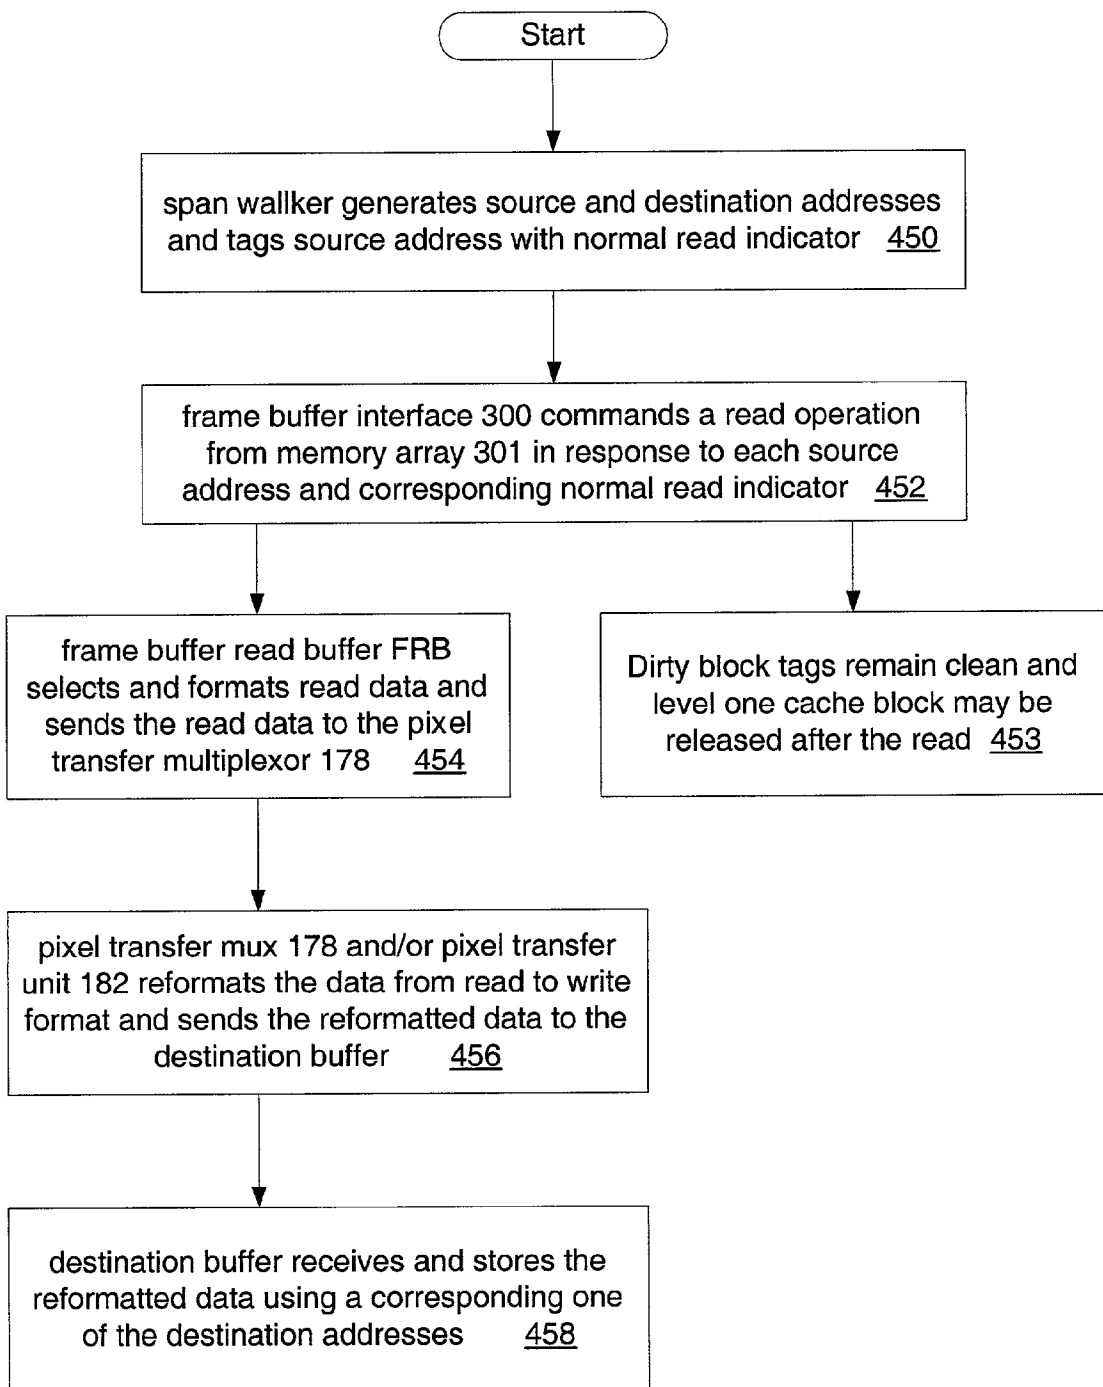 Start
span wallker generates source and destination addresses
and tags source address with normal read indicator 450
frame buffer interface 300 commands a read operation
from memory array 301 in response to each source
address and corresponding normal read indicator 452
frame buffer read buffer FRB
selects and formats read data and
sends the read data to the pixel
transfer multiplexor 178 454
Dirty block tags remain clean and
level one cache block may be
released after the read 453
pixel transfer mux 178 and/or pixel transfer
unit 182 reformats the data from read to write
format and sends the reformatted data to the
destination buffer 456
destination buffer receives and stores the
reformatted data using a corresponding one
of the destination addresses 458